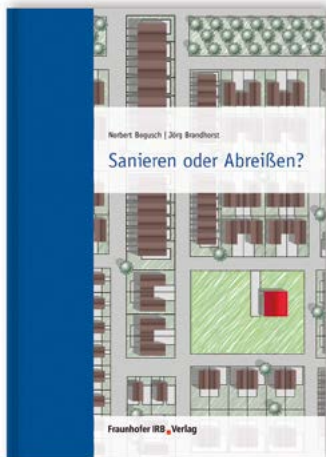 Norbert Bogusch | Jörg Brandhorst
Sanieren oder Abreißen?
Fraunhofer IRB Verlag